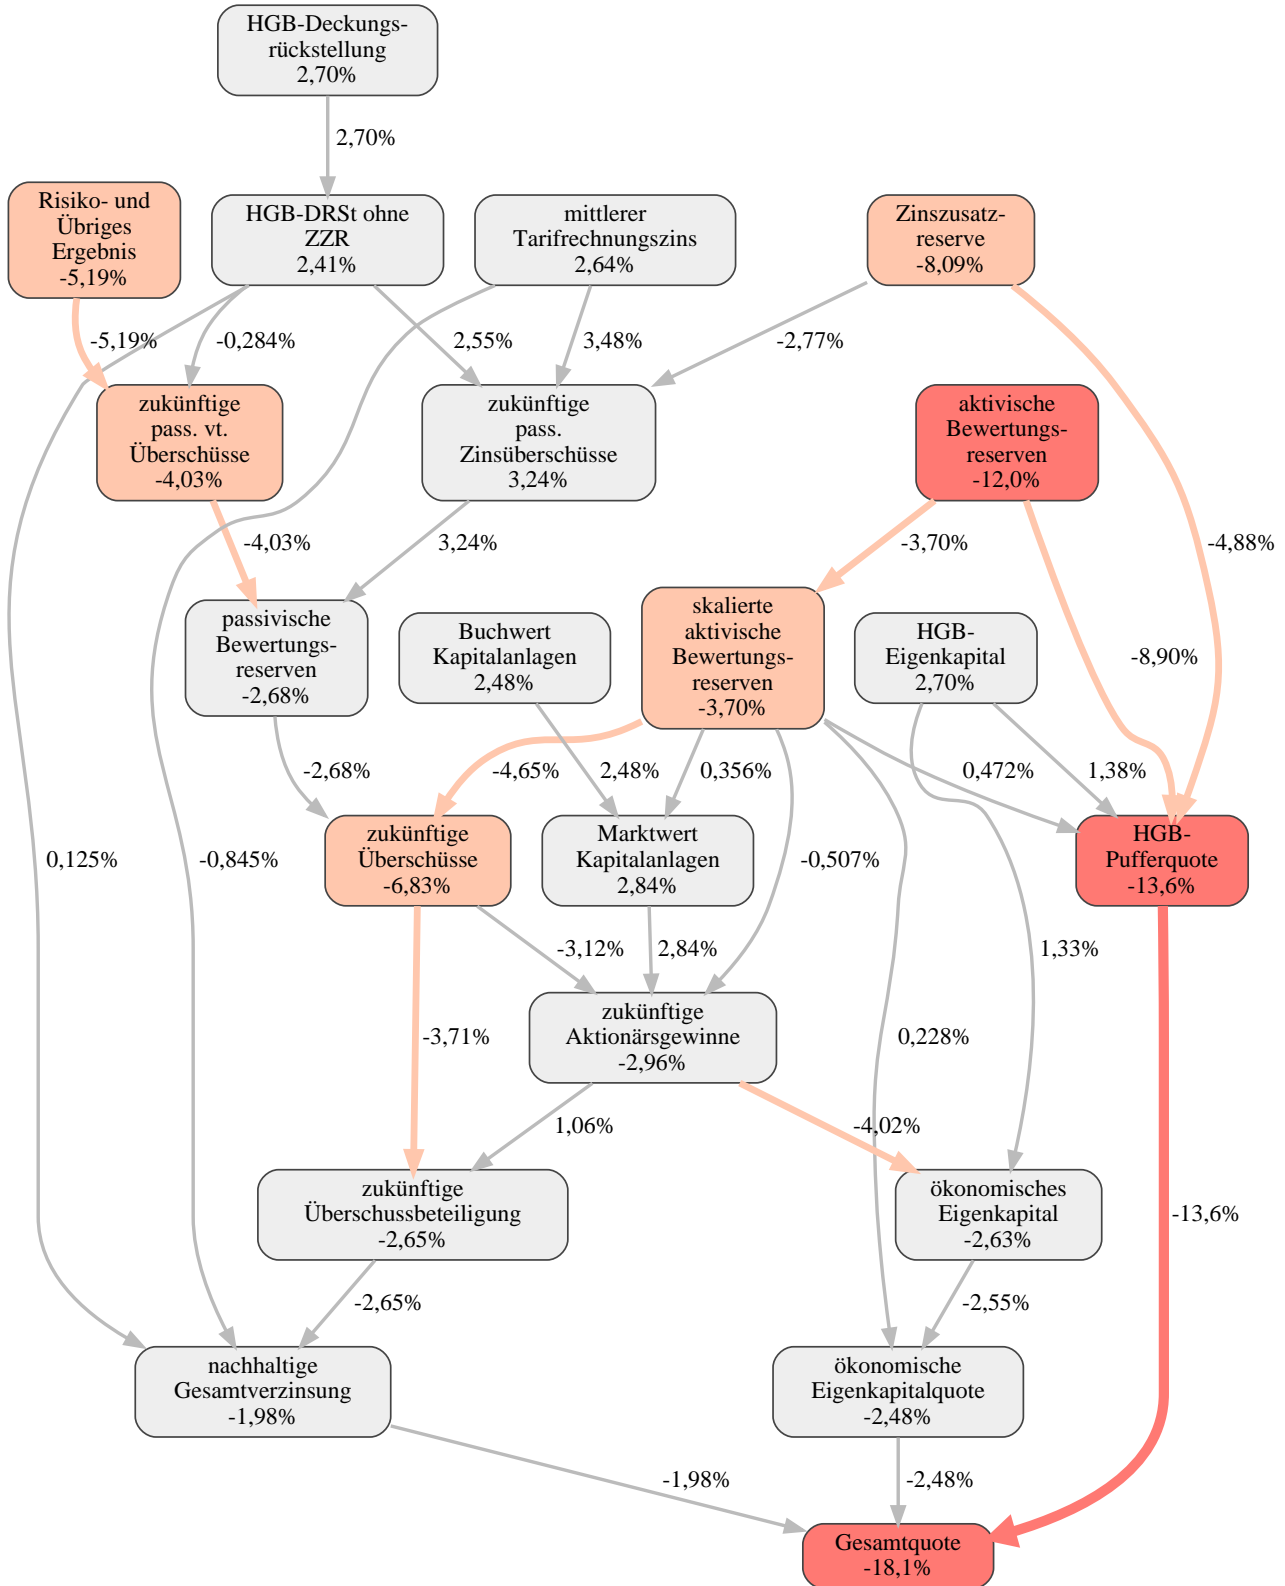 HGB-Deckungs-
rückstellung
2,70%
2,70%
Risiko- und
Übriges
Ergebnis
-5,19%
HGB-DRSt ohne
ZZR
2,41%
mittlerer
Tarifrechnungszins
2,64%
Zinszusatz-
reserve
-8,09%
-5,19%
-0,284%
2,55%
3,48%
-2,77%
zukünftige
pass. vt.
Überschüsse
-4,03%
zukünftige
pass.
Zinsüberschüsse
3,24%
aktivische
Bewertungs-
reserven
-12,0%
-4,03%
3,24%
-3,70%
-4,88%
passivische
Bewertungs-
reserven
-2,68%
Buchwert
Kapitalanlagen
2,48%
skalierte
aktivische
Bewertungs-
reserven
-3,70%
HGB-
Eigenkapital
2,70%
-8,90%
-2,68%
-4,65%
2,48%
0,356%
0,472%
1,38%
0,125%
-0,845%
zukünftige
Überschüsse
-6,83%
Marktwert
Kapitalanlagen
2,84%
-0,507%
HGB-
Pufferquote
-13,6%
-3,12%
2,84%
1,33%
-3,71%
zukünftige
Aktionärsgewinne
-2,96%
0,228%
1,06%
-4,02%
zukünftige
Überschussbeteiligung
-2,65%
ökonomisches
Eigenkapital
-2,63%
-13,6%
-2,65%
-2,55%
nachhaltige
Gesamtverzinsung
-1,98%
ökonomische
Eigenkapitalquote
-2,48%
-1,98%
-2,48%
Gesamtquote
-18,1%